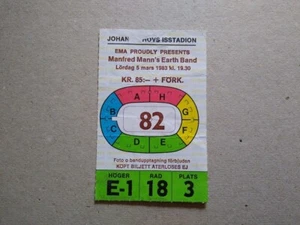 JOHAN HOVS ISSTADION
EMA PROUDLY PRESENTS
Manfred Mann's Earth Band
Lördag 5 mars 1983 kl. 19.30
KR. 85:— + FÖRK.
A H
B G
82
C F
D E
Foto o bandupptagning förbjuden
KÖPT BILJETT ÅTERLÖSES EJ
HÖGER RAD PLATS
E-1 18 3